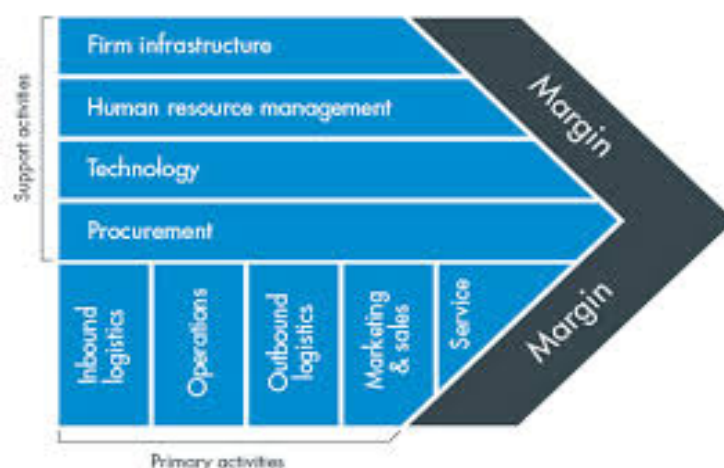 Support activities
Firm infrastructure
Human resource management
Technology
Procurement
Margin
Inbound
logistics
Operations
Outbound
logistics
Marketing
& sales
Service
Margin
Primary activities